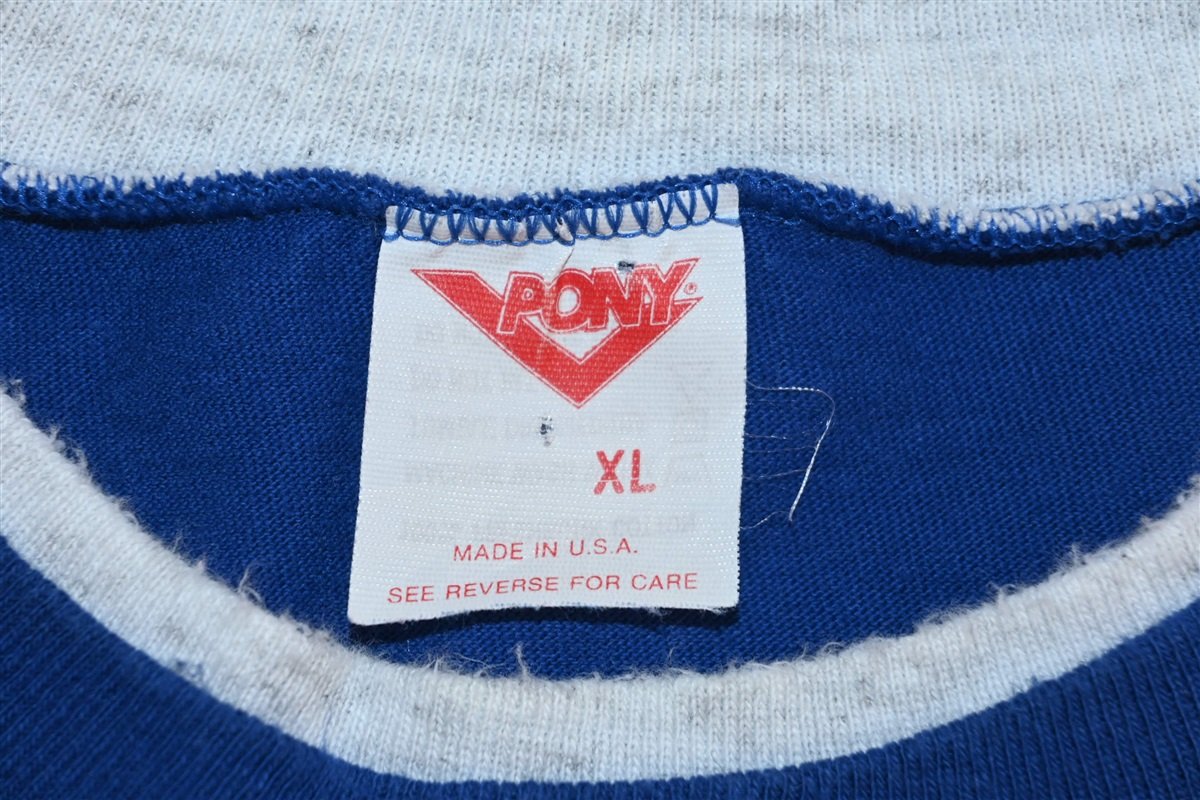 PONY®
XL
MADE IN U.S.A.
SEE REVERSE FOR CARE